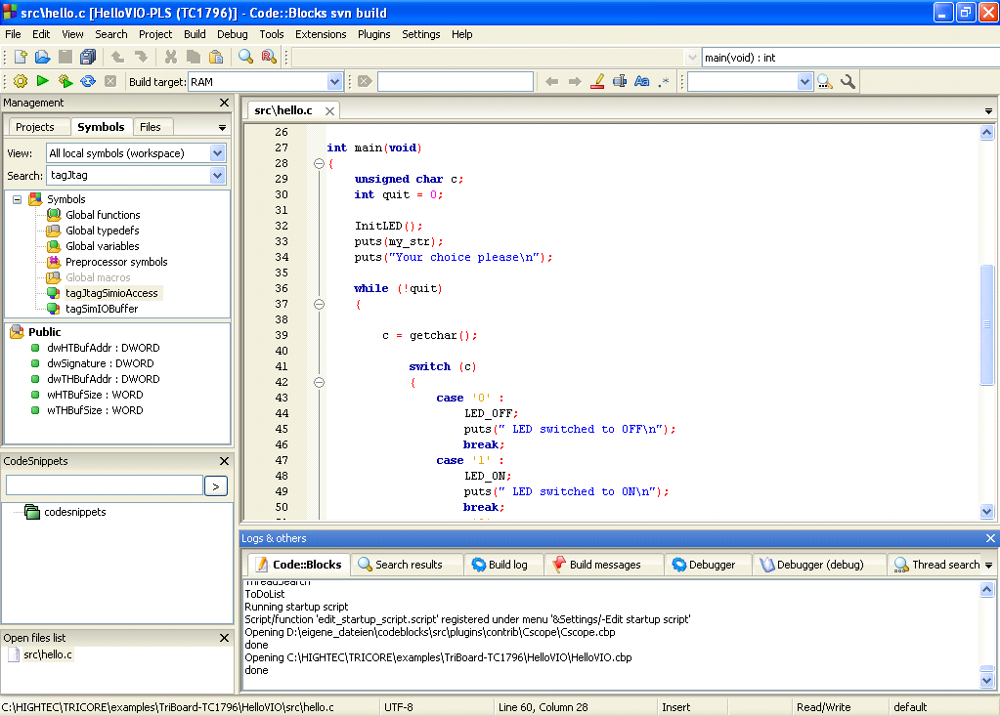 src\hello.c [HelloVIO-PLS (TC1796)] - Code::Blocks svn build
File Edit View Search Project Build Debug Tools Extensions Plugins Settings Help
main(void) : int
Build target: RAM
Management
Projects Symbols Files
View: All local symbols (workspace)
Search: tagJtag
Symbols
Global functions
Global typedefs
Global variables
Preprocessor symbols
Global macros
tagJtagSimioAccess
tagSimIOBuffer
Public
dwHTBufAddr : DWORD
dwSignature : DWORD
dwTHBufAddr : DWORD
wHTBufSize : WORD
wTHBufSize : WORD
CodeSnippets
>
codesnippets
Open files list
src\hello.c
src\hello.c
26
27 int main(void)
28 {
29 unsigned char c;
30 int quit = 0;
31
32 InitLED();
33 puts(my_str);
34 puts("Your choice please\n");
35
36 while (!quit)
37 {
38
39 c = getchar();
40
41 switch (c)
42 {
43 case '0' :
44 LED_OFF;
45 puts(" LED switched to OFF\n");
46 break;
47 case '1' :
48 LED_ON;
49 puts(" LED switched to ON\n");
50 break;
Logs & others
Code::Blocks Search results Build log Build messages Debugger Debugger (debug) Thread search
ThreadSearch
ToDoList
Running startup script
Script/function 'edit_startup_script.script' registered under menu '&Settings/-Edit startup script'
Opening D:\eigene_dateien\codeblocks\src\plugins\contrib\Cscope\Cscope.cbp
done
Opening C:\HIGHTEC\TRICORE\examples\TriBoard-TC1796\HelloVIO\HelloVIO.cbp
done
C:\HIGHTEC\TRICORE\examples\TriBoard-TC1796\HelloVIO\src\hello.c UTF-8 Line 60, Column 28 Insert Read/Write default